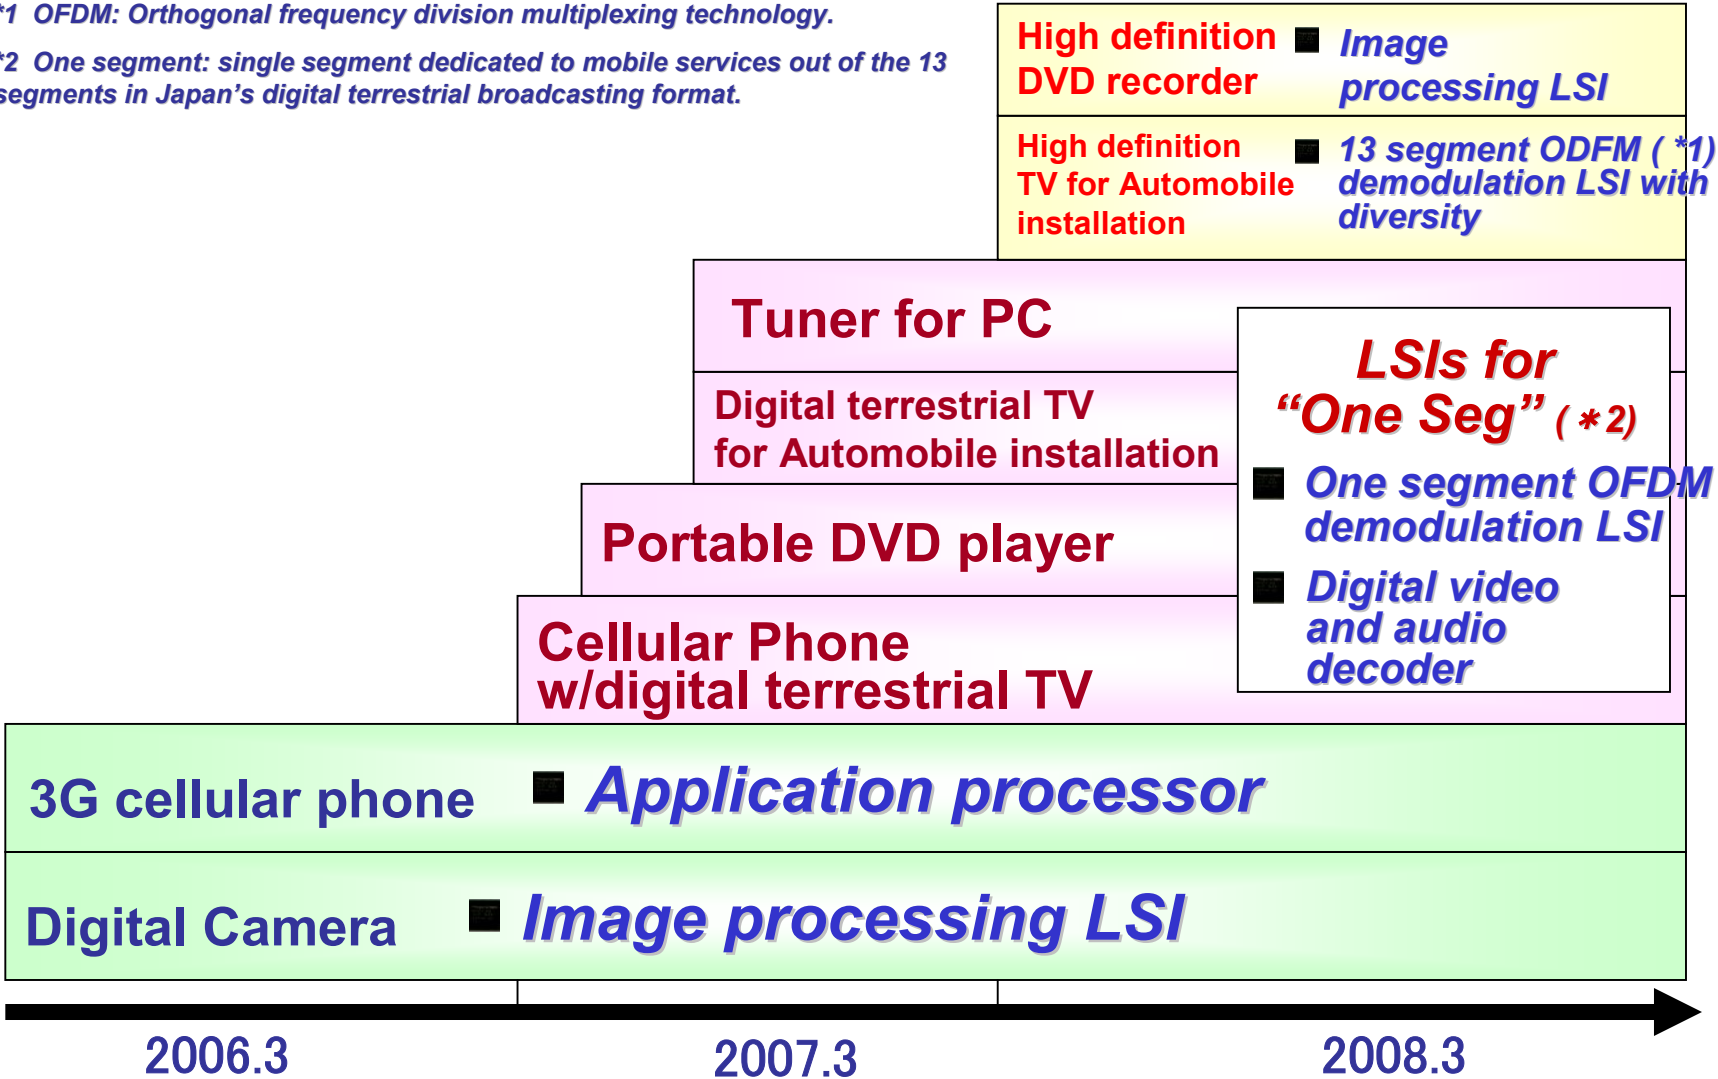 *1 OFDM: Orthogonal frequency division multiplexing technology.
*2 One segment: single segment dedicated to mobile services out of the 13
segments in Japan's digital terrestrial broadcasting format.
High definition
DVD recorder
Image
processing LSI
High definition
TV for Automobile
installation
13 segment ODFM ( *1)
demodulation LSI with
diversity
Tuner for PC
Digital terrestrial TV
for Automobile installation
Portable DVD player
Cellular Phone
w/digital terrestrial TV
LSIs for
“One Seg” (＊2)
One segment OFDM
demodulation LSI
Digital video
and audio
decoder
3G cellular phone
Application processor
Digital Camera
Image processing LSI
2006.3
2007.3
2008.3